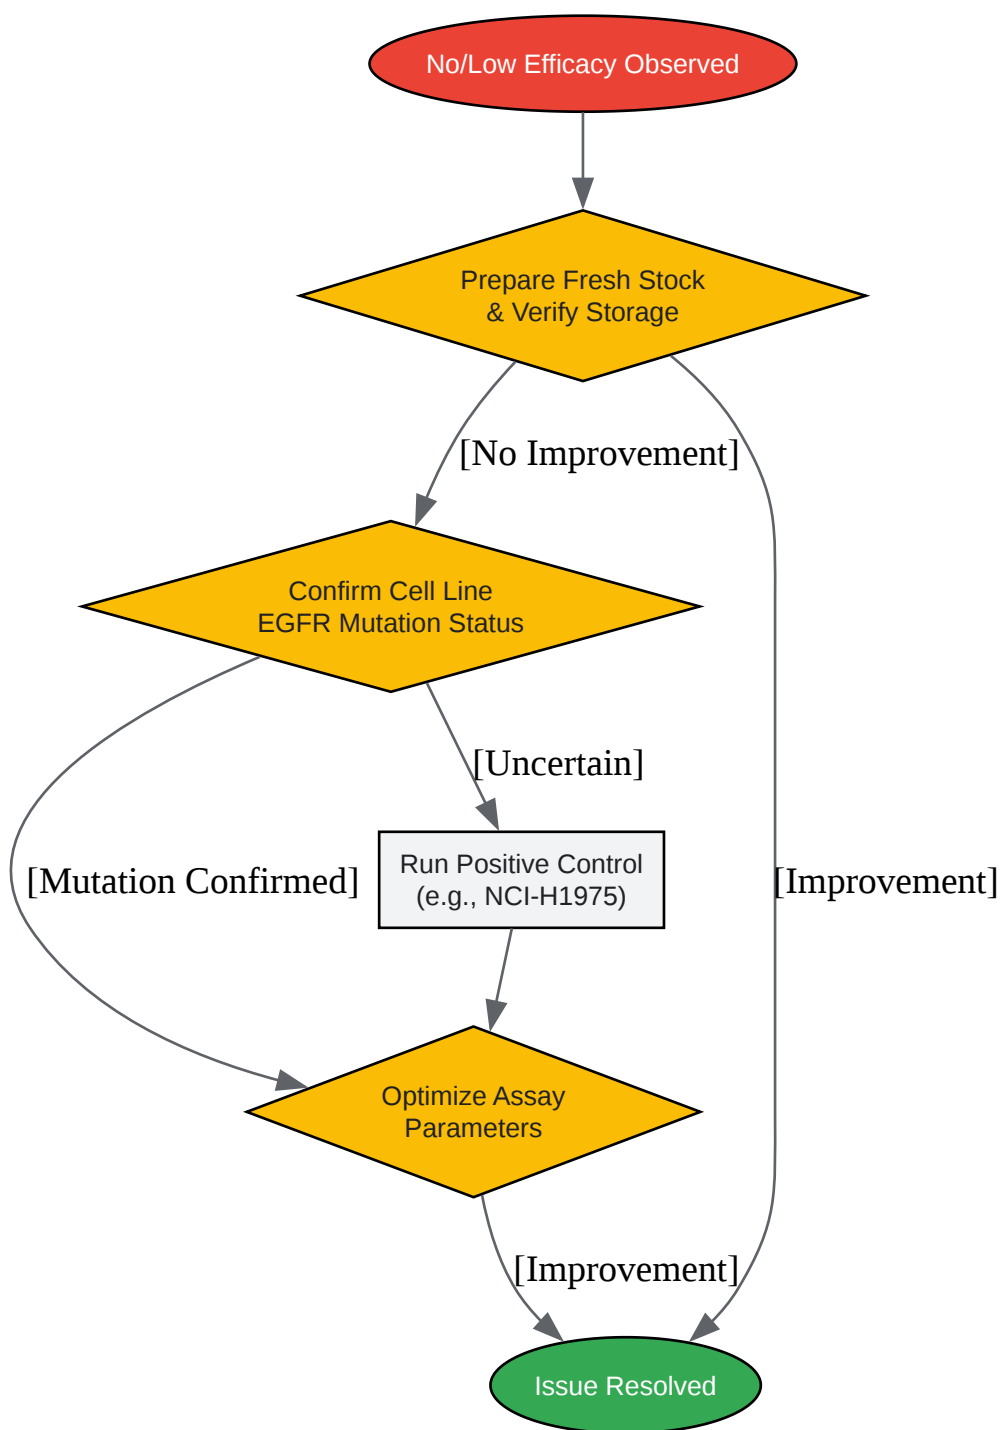 No/Low Efficacy Observed
Prepare Fresh Stock
& Verify Storage
[No Improvement]
Confirm Cell Line
EGFR Mutation Status
[Uncertain]
Run Positive Control
(e.g., NCI-H1975)
[Mutation Confirmed]
[Improvement]
Optimize Assay
Parameters
[Improvement]
Issue Resolved